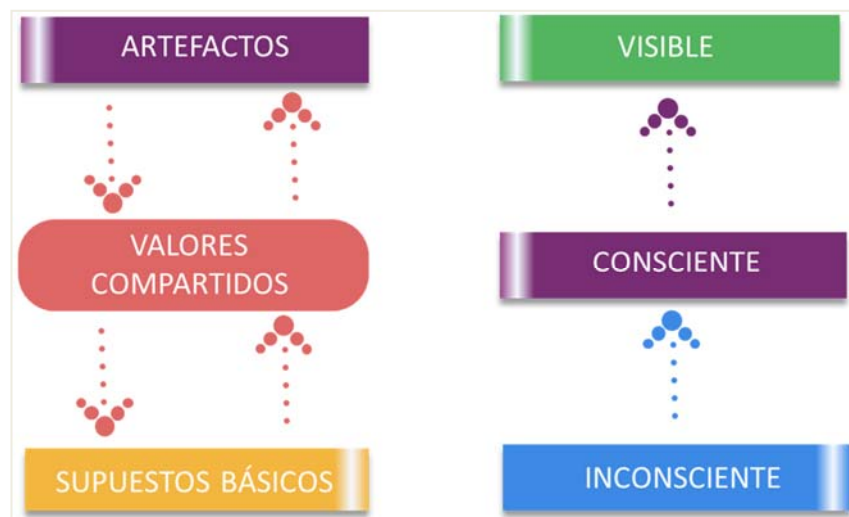 ARTEFACTOS
VISIBLE
VALORES
COMPARTIDOS
CONSCIENTE
SUPUESTOS BÁSICOS
INCONSCIENTE